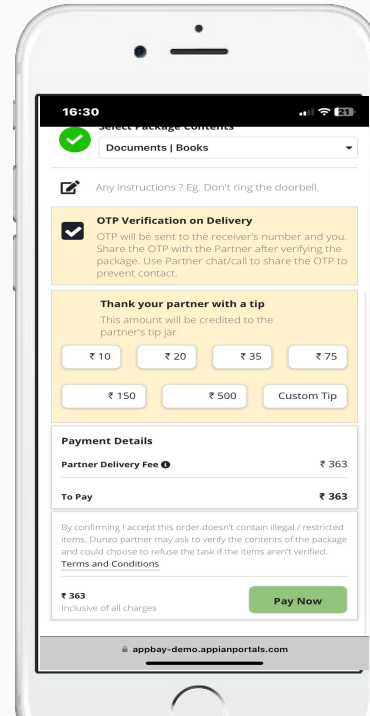 16:30
21
Select Package Contents
Documents | Books
Any instructions ? Eg. Don't ring the doorbell.
OTP Verification on Delivery
OTP will be sent to the receiver's number and you.
Share the OTP with the Partner after verifying the
package. Use Partner chat/call to share the OTP to
prevent contact.
Thank your partner with a tip
This amount will be credited to the
partner's tip jar
₹ 10 ₹ 20 ₹ 35 ₹ 75
₹ 150 ₹ 500 Custom Tip
Payment Details
Partner Delivery Fee ₹ 363
To Pay ₹ 363
By confirming I accept this order doesn't contain illegal / restricted
items. Dunzo partner may ask to verify the contents of the package
and could choose to refuse the task if the items aren't verified.
Terms and Conditions
₹ 363
Inclusive of all charges
Pay Now
appbay-demo.appianportals.com